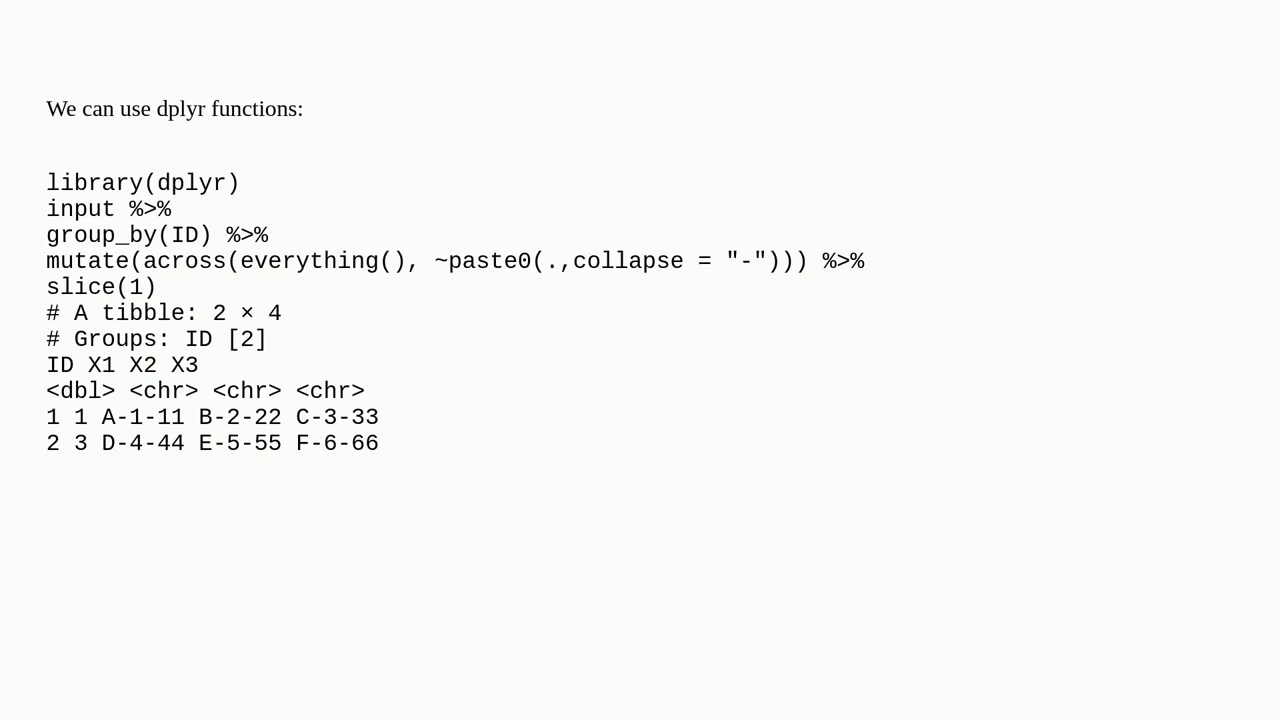 We can use dplyr functions:
library(dplyr)
input %>%
group_by(ID) %>%
mutate(across(everything(), ~paste0(.,collapse = "-"))) %>%
slice(1)
# A tibble: 2 × 4
# Groups: ID [2]
ID X1 X2 X3
<dbl> <chr> <chr> <chr>
1 1 A-1-11 B-2-22 C-3-33
2 3 D-4-44 E-5-55 F-6-66